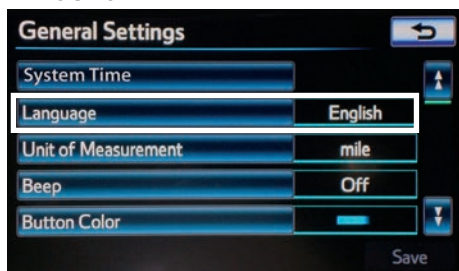 General Settings
System Time
Language English
Unit of Measurement mile
Beep Off
Button Color
Save